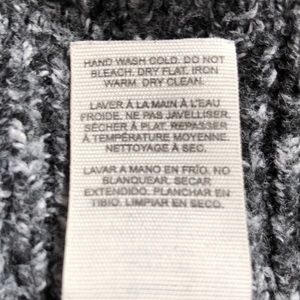 HAND WASH COLD. DO NOT
BLEACH. DRY FLAT. IRON
WARM. DRY CLEAN.
LAVER À LA MAIN À L'EAU
FROIDE. NE PAS JAVELLISER.
SÉCHER À PLAT. REPASSER
À TEMPÉRATURE MOYENNE
NETTOYAGE À SEC.
LAVAR A MANO EN FRÍO. NO
BLANQUEAR. SECAR
EXTENDIDO. PLANCHAR EN
TIBIO. LIMPIAR EN SECO.